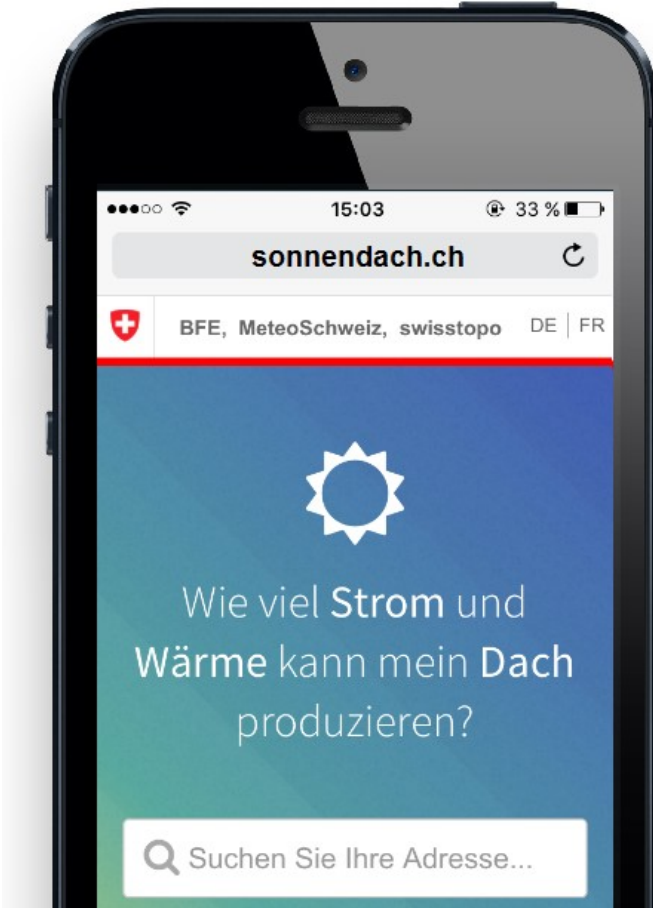 15:03 33 %
sonnendach.ch
BFE, MeteoSchweiz, swisstopo DE | FR
Wie viel Strom und
Wärme kann mein Dach
produzieren?
Suchen Sie Ihre Adresse...